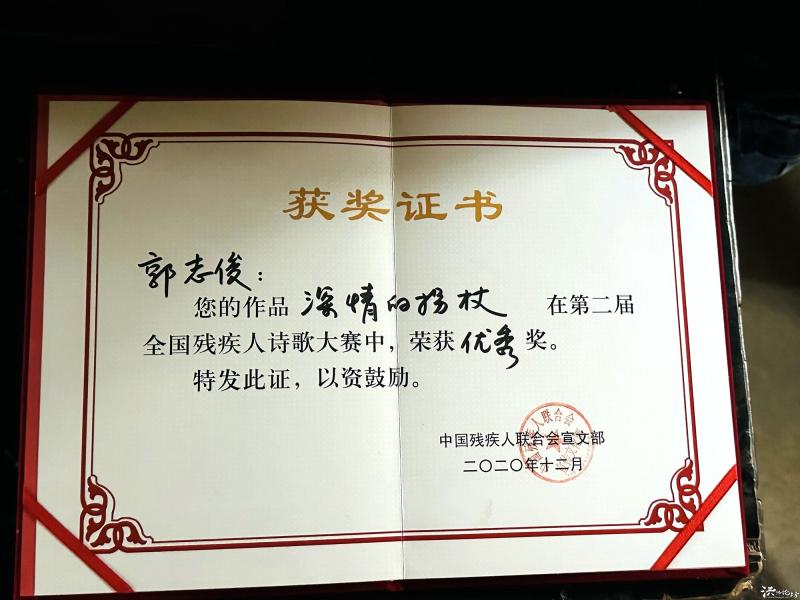 获奖证书
郭志俊：
您的作品 深情的拐杖 在第二届
全国残疾人诗歌大赛中，荣获优秀奖。
特发此证，以资鼓励。
中国残疾人联合会宣文部
二〇二〇年十二月